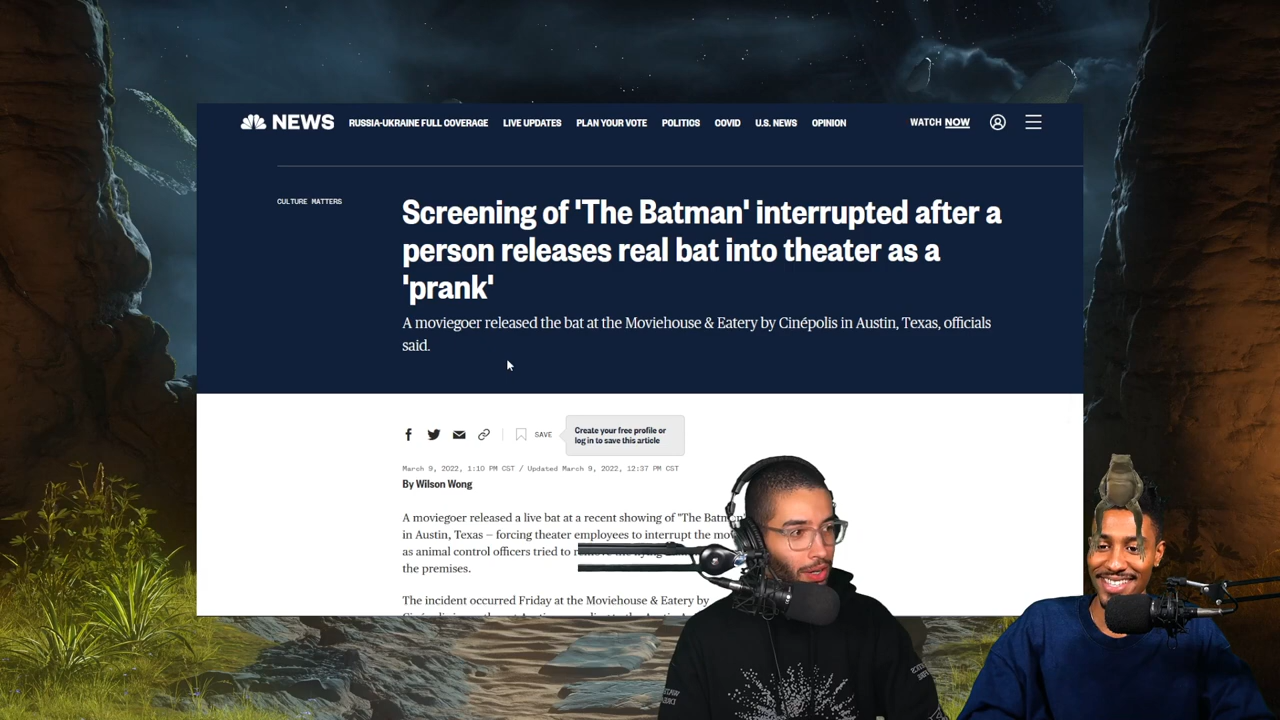 NEWS RUSSIA-UKRAINE FULL COVERAGE LIVE UPDATES PLAN YOUR VOTE POLITICS COVID U.S. NEWS OPINION WATCH NOW
CULTURE MATTERS
Screening of 'The Batman' interrupted after a
person releases real bat into theater as a
'prank'
A moviegoer released the bat at the Moviehouse & Eatery by Cinépolis in Austin, Texas, officials
said.
SAVE
Create your free profile or
log in to save this article
March 9, 2022, 1:10 PM CST / Updated March 9, 2022, 12:37 PM CST
By Wilson Wong
A moviegoer released a live bat at a recent showing of "The Batman"
in Austin, Texas — forcing theater employees to interrupt the
as animal control officers tried to
the premises.
The incident occurred Friday at the Moviehouse & Eatery by